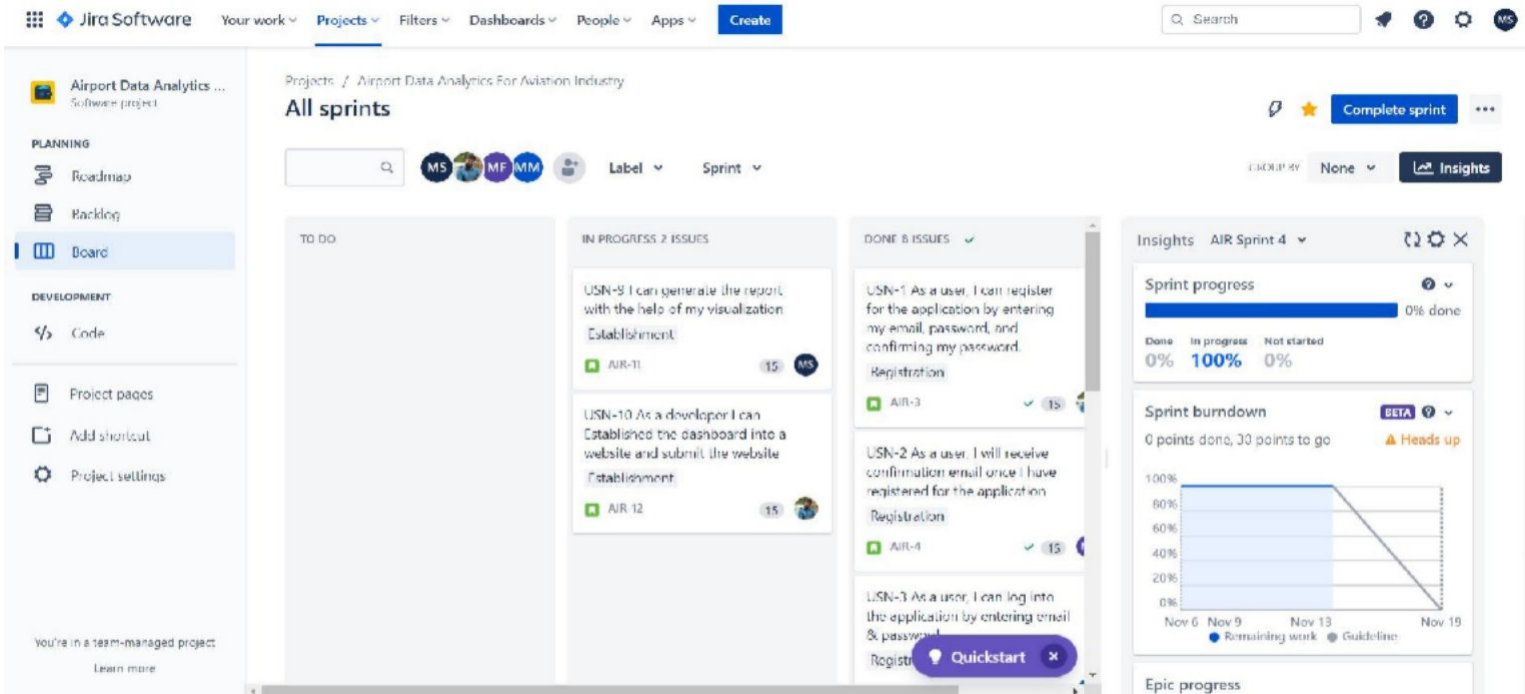 Jira Software Your work Projects Filters Dashboards People Apps Create Search MS
Airport Data Analytics ...
Software project
PLANNING
Roadmap
Backlog
Board
DEVELOPMENT
Code
Project pages
Add shortcut
Project settings
You're in a team-managed project
Learn more
Projects / Airport Data Analytics For Aviation Industry
All sprints
Complete sprint
MS MF MM Label Sprint GROUP BY None Insights
TO DO
IN PROGRESS 2 ISSUES
USN-9 I can generate the report
with the help of my visualization
Establishment
AIR-11 15 MS
USN-10 As a developer I can
Established the dashboard into a
website and submit the website
Establishment
AIR-12 15
DONE 8 ISSUES
USN-1 As a user, I can register
for the application by entering
my email, password, and
confirming my password.
Registration
AIR-3 15
USN-2 As a user, I will receive
confirmation email once I have
registered for the application
Registration
AIR-4 15
USN-3 As a user, I can log into
the application by entering email
& password
Registr
Quickstart
Insights AIR Sprint 4
Sprint progress
0% done
Done In progress Not started
0% 100% 0%
Sprint burndown BETA
0 points done, 30 points to go Heads up
100%
80%
60%
40%
20%
0%
Nov 6 Nov 9 Nov 13 Nov 19
Remaining work Guideline
Epic progress